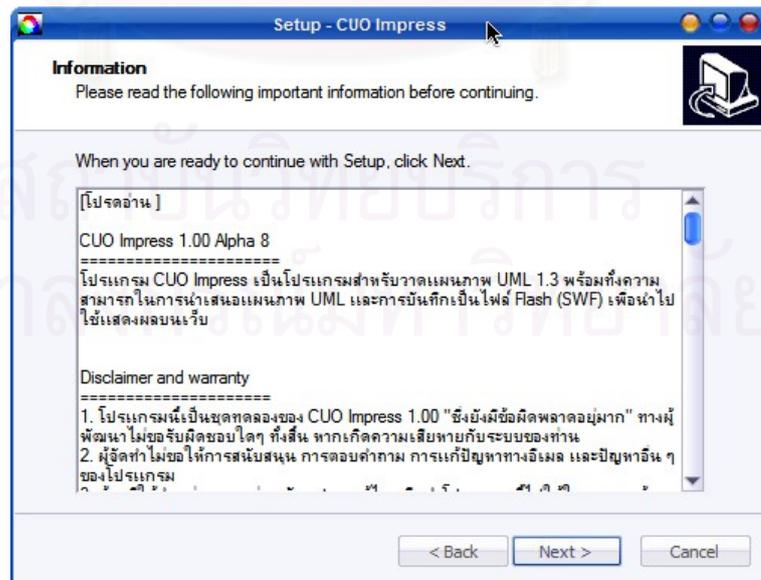 Setup - CUO Impress
Information
Please read the following important information before continuing.
When you are ready to continue with Setup, click Next.
[โปรดอ่าน ]
CUO Impress 1.00 Alpha 8
======================
โปรแกรม CUO Impress เป็นโปรแกรมสำหรับวาดแผนภาพ UML 1.3 พร้อมทั้งความ
สามารถในการนำเสนอแผนภาพ UML และการบันทึกเป็นไฟล์ Flash (SWF) เพื่อนำไป
ใช้แสดงผลบนเว็บ
Disclaimer and warranty
=====================
1. โปรแกรมนี้เป็นชุดทดลองของ CUO Impress 1.00 "ซึ่งยังมีข้อผิดพลาดอยู่มาก" ทางผู้
พัฒนาไม่ขอรับผิดชอบใดๆ ทั้งสิ้น หากเกิดความเสียหายกับระบบของท่าน
2. ผู้จัดทำไม่ขอให้การสนับสนุน การตอบคำถาม การแก้ปัญหาทางอีเมล และปัญหาอื่น ๆ
ของโปรแกรม
< Back
Next >
Cancel